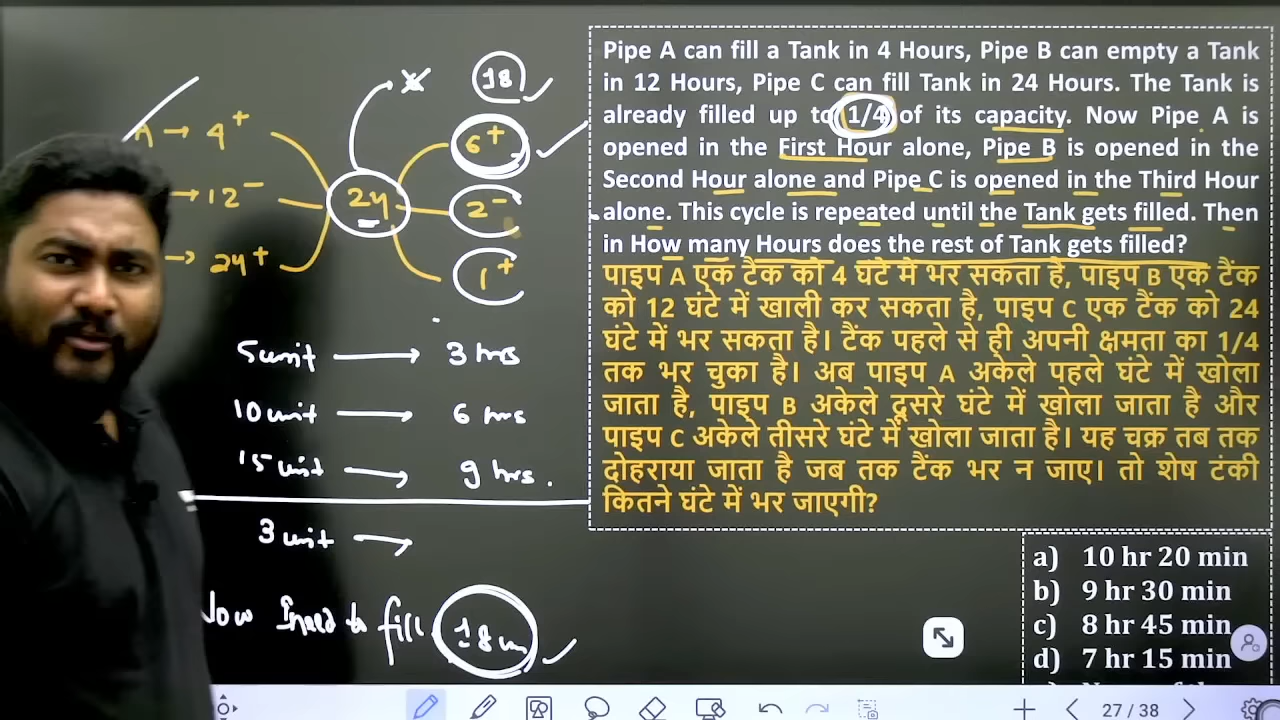 Pipe A can fill a Tank in 4 Hours, Pipe B can empty a Tank
in 12 Hours, Pipe C can fill Tank in 24 Hours. The Tank is
already filled up to 1/4 of its capacity. Now Pipe A is
opened in the First Hour alone, Pipe B is opened in the
Second Hour alone and Pipe C is opened in the Third Hour
alone. This cycle is repeated until the Tank gets filled. Then
in How many Hours does the rest of Tank gets filled?
पाइप A एक टैंक को 4 घंटे में भर सकता है, पाइप B एक टैंक
को 12 घंटे में खाली कर सकता है, पाइप C एक टैंक को 24
घंटे में भर सकता है। टैंक पहले से ही अपनी क्षमता का 1/4
तक भर चुका है। अब पाइप A अकेले पहले घंटे में खोला
जाता है, पाइप B अकेले दूसरे घंटे में खोला जाता है और
पाइप C अकेले तीसरे घंटे में खोला जाता है। यह चक्र तब तक
दोहराया जाता है जब तक टैंक भर न जाए। तो शेष टंकी
कितने घंटे में भर जाएगी?
a) 10 hr 20 min
b) 9 hr 30 min
c) 8 hr 45 min
d) 7 hr 15 min
18
A → 4+
6+
→ 12-
24
2-
→ 24+
1+
5 unit → 3 hrs
10 unit → 6 hrs
15 unit → 9 hrs.
3 unit →
Now need to fill 18
27 / 38